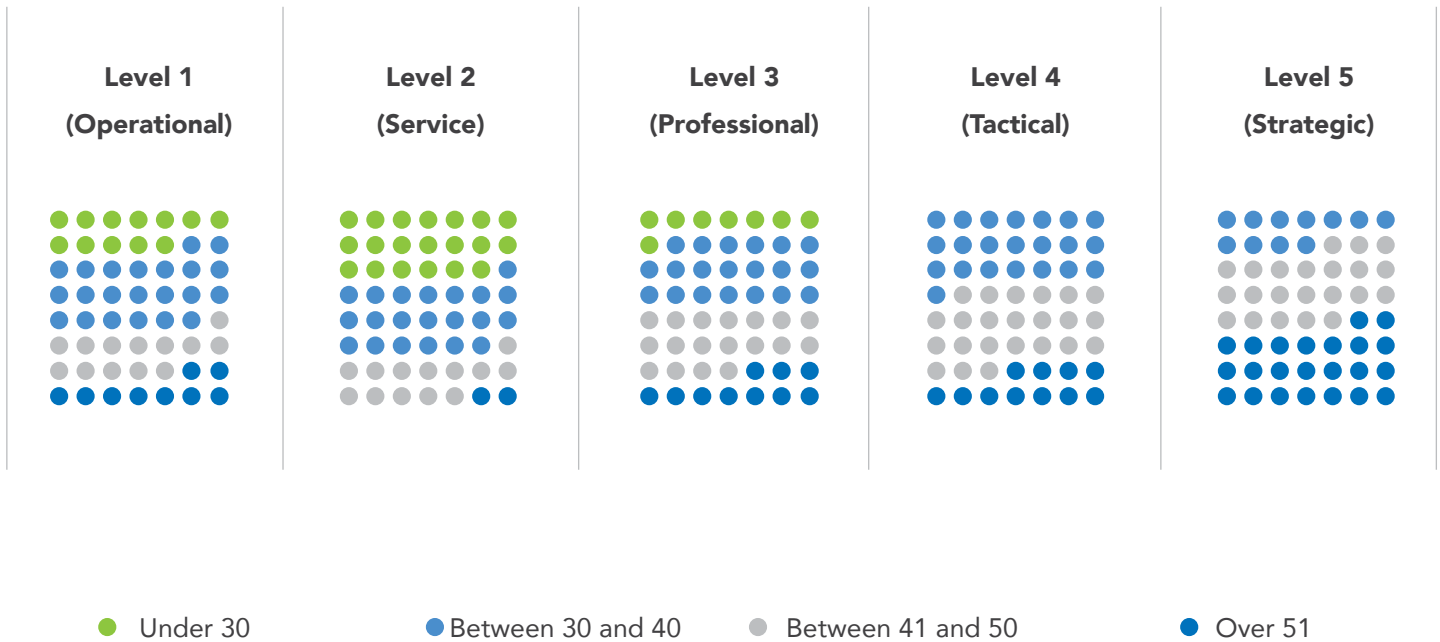 Level 1
(Operational)
Level 2
(Service)
Level 3
(Professional)
Level 4
(Tactical)
Level 5
(Strategic)
Under 30
Between 30 and 40
Between 41 and 50
Over 51